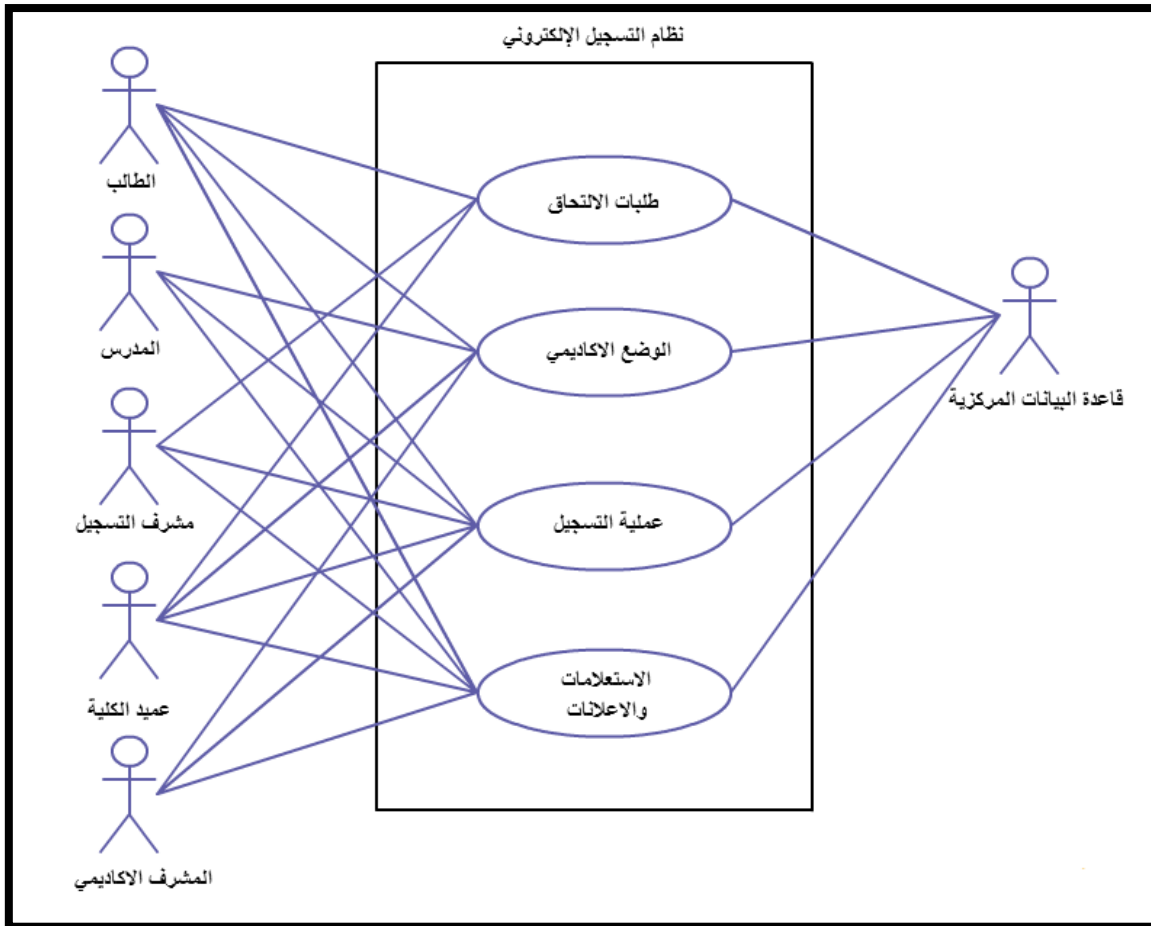 نظام التسجيل الإلكتروني
الطالب
المدرس
مشرف التسجيل
عميد الكلية
المشرف الاكاديمي
طلبات الالتحاق
الوضع الاكاديمي
عملية التسجيل
الاستعلامات
والاعلانات
قاعدة البيانات المركزية